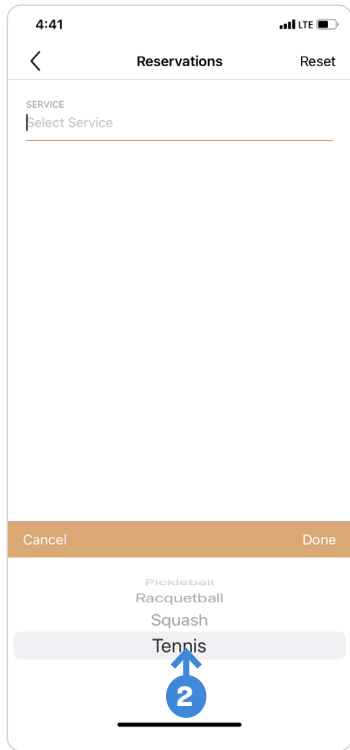 4:41 LTE
Reservations Reset
SERVICE
Select Service
Cancel Done
Pickleball
Racquetball
Squash
Tennis
2